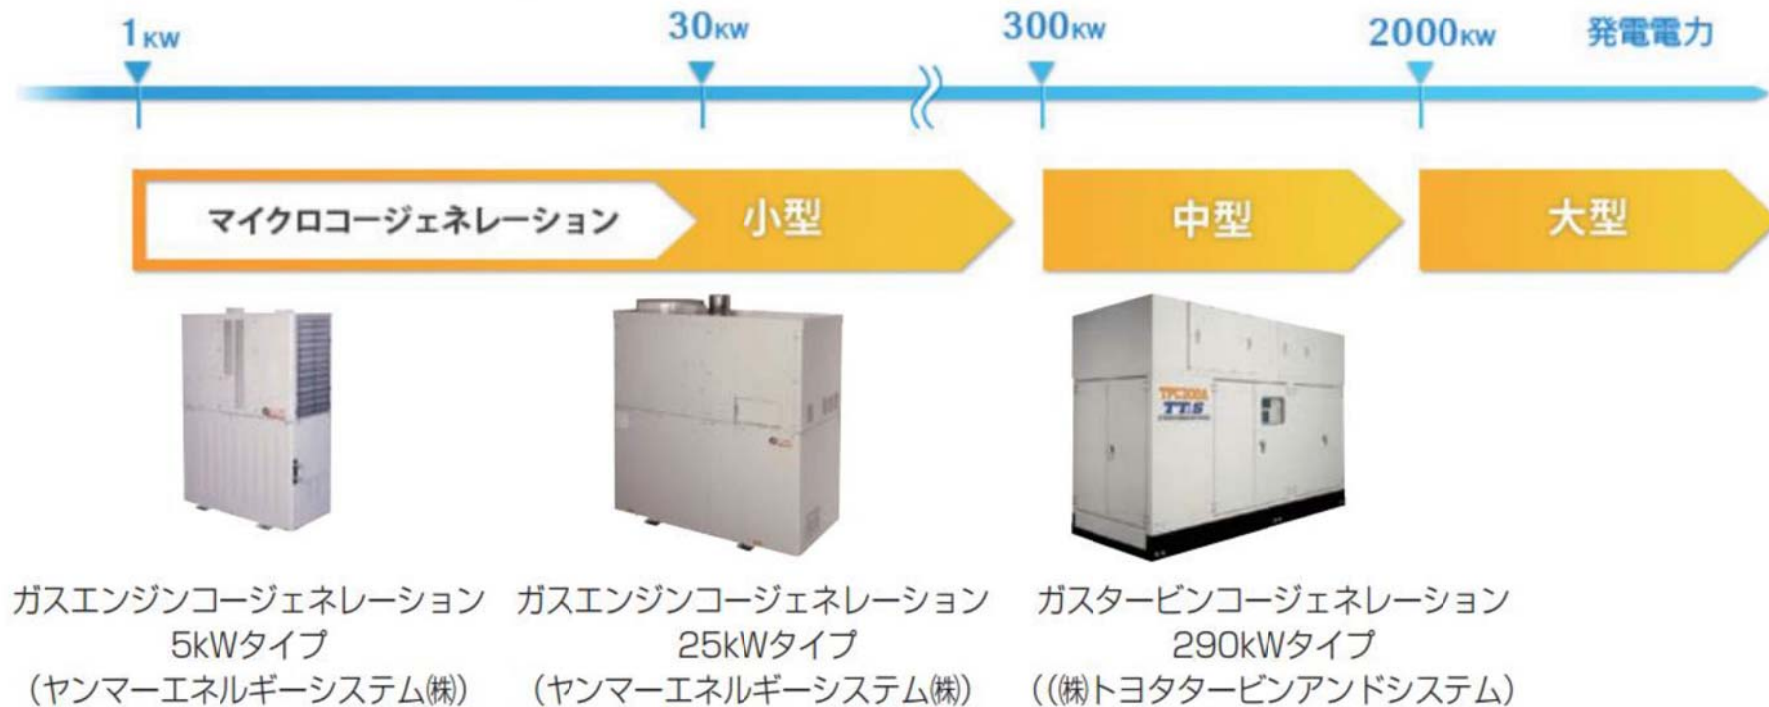 1KW
30KW
300KW
2000KW
発電電力
マイクロコージェネレーション
小型
中型
大型
TPC300A
TT&S
ガスエンジンコージェネレーション
5kWタイプ
(ヤンマーエネルギーシステム㈱)
ガスエンジンコージェネレーション
25kWタイプ
(ヤンマーエネルギーシステム㈱)
ガスタービンコージェネレーション
290kWタイプ
(㈱トヨタタービンアンドシステム)